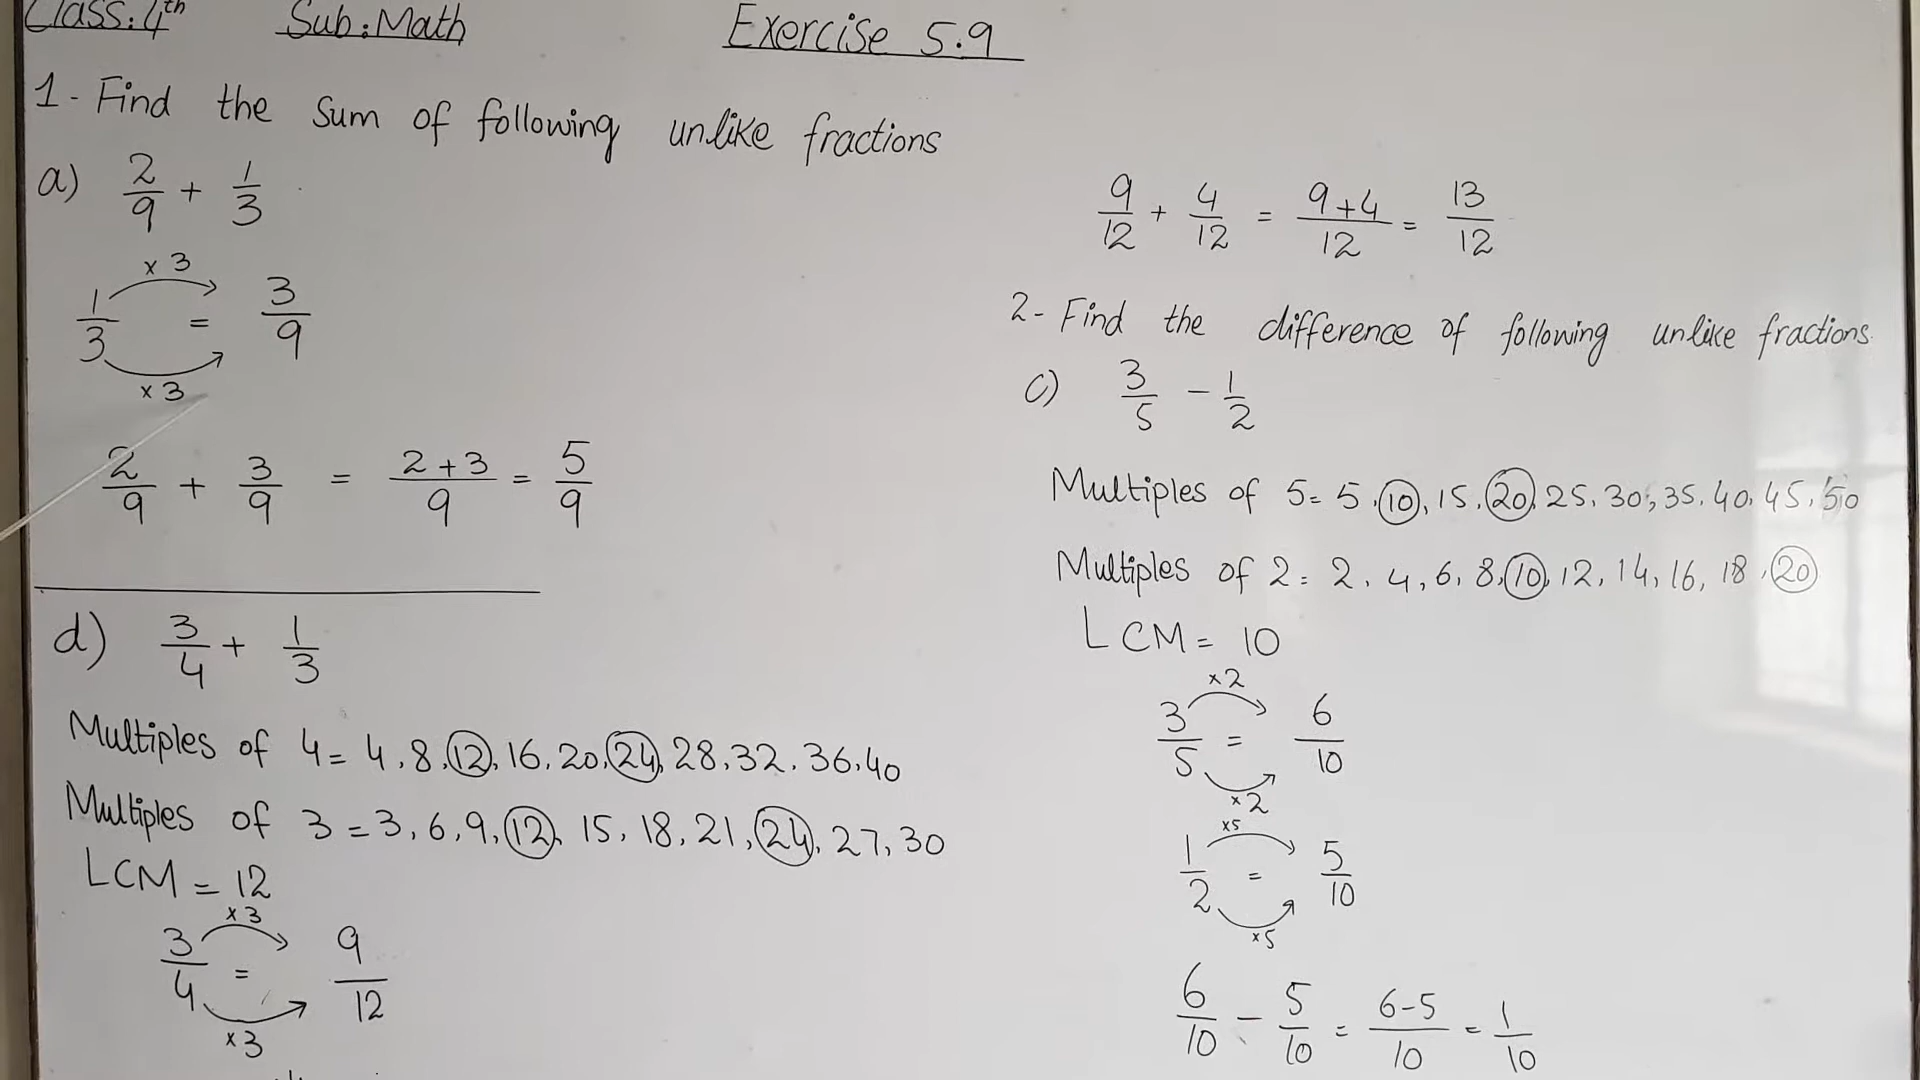 Class: 4th Sub: Math Exercise 5.9
1- Find the Sum of following unlike fractions
a) 2/9 + 1/3
×3
1/3 = 3/9
×3
2/9 + 3/9 = 2+3/9 = 5/9
d) 3/4 + 1/3
Multiples of 4 = 4, 8, 12, 16, 20, 24, 28, 32, 36, 40
Multiples of 3 = 3, 6, 9, 12, 15, 18, 21, 24, 27, 30
LCM = 12
×3
3/4 = 9/12
×3
9/12 + 4/12 = 9+4/12 = 13/12
2- Find the difference of following unlike fractions.
c) 3/5 - 1/2
Multiples of 5 = 5, 10, 15, 20, 25, 30, 35, 40, 45, 50
Multiples of 2 = 2, 4, 6, 8, 10, 12, 14, 16, 18, 20
LCM = 10
×2
3/5 = 6/10
×2
×5
1/2 = 5/10
×5
6/10 - 5/10 = 6-5/10 = 1/10